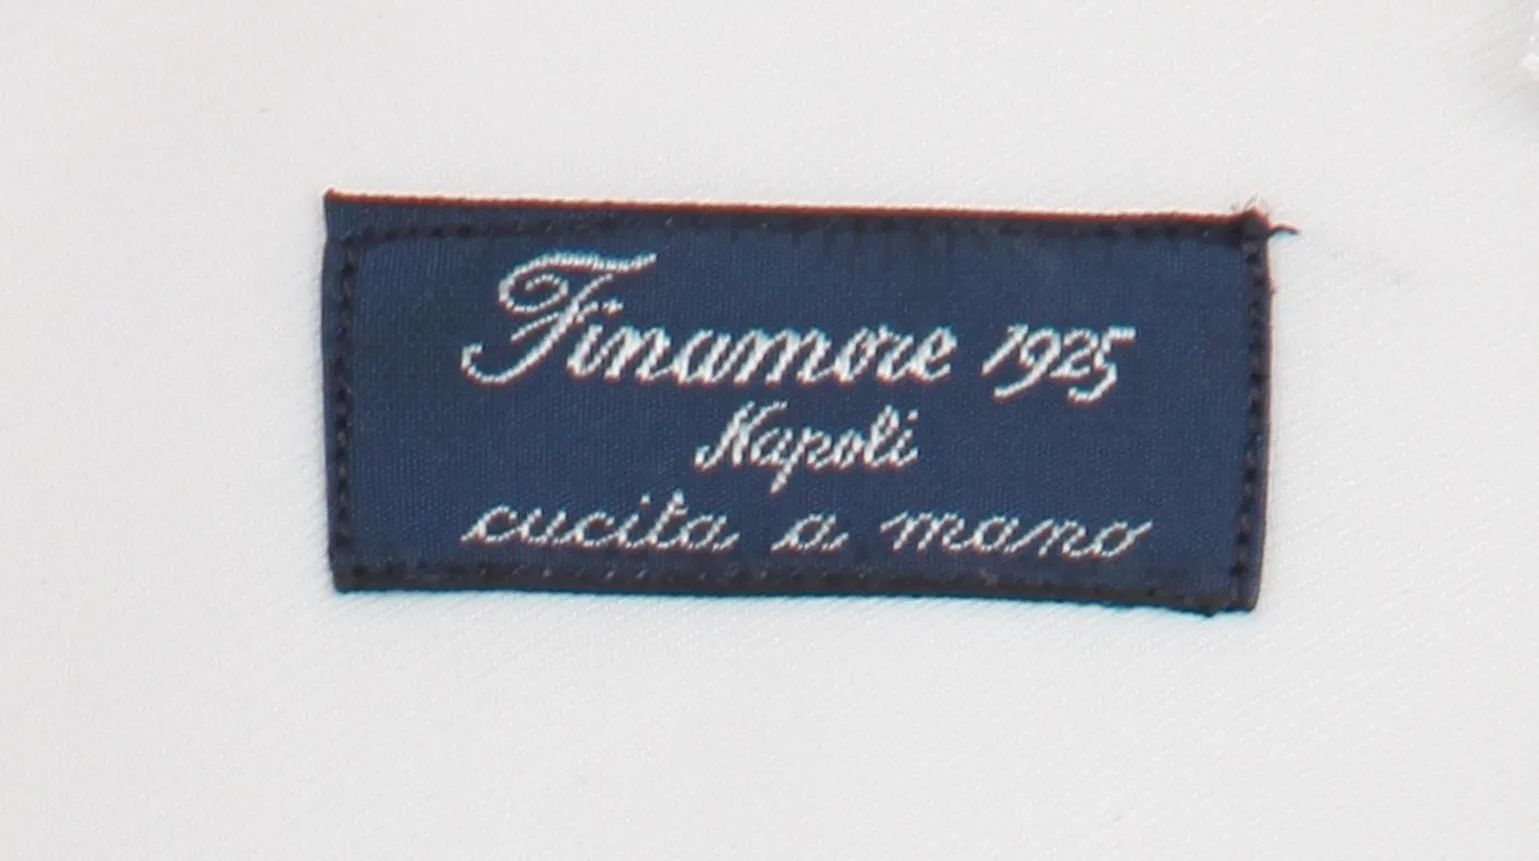 Finamore 1925
Napoli
cucita a mano